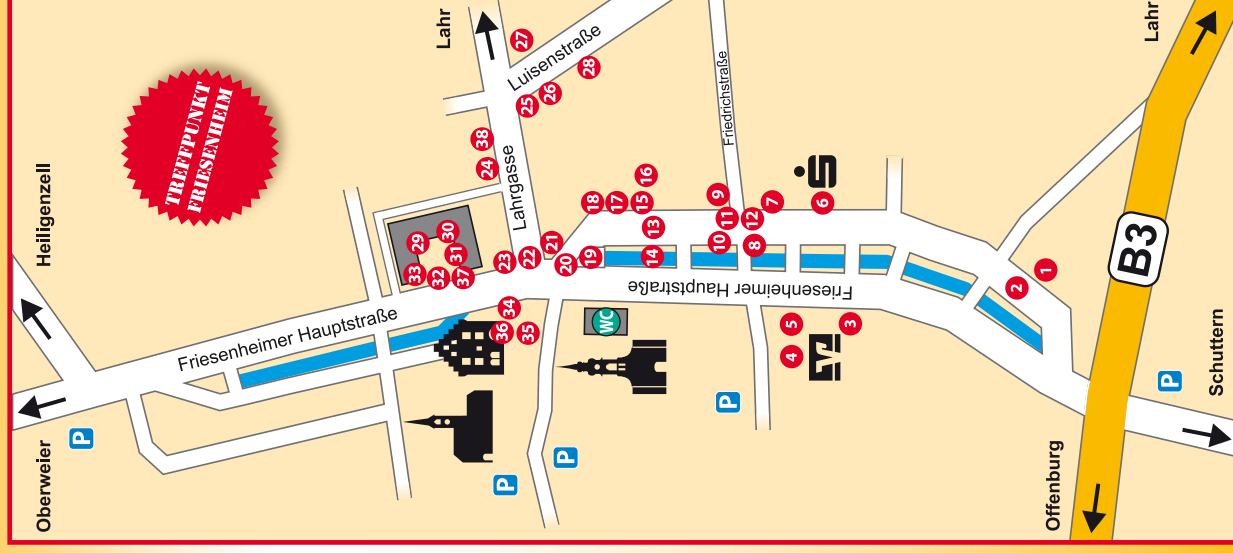 TREFFPUNKT
FRIESENHEIM
Heiligenzell
Oberweier
Lahr
Lahr
Offenburg
Schuttern
B3
Friesenheimer Hauptstraße
Friesenheimer Hauptstraße
Lahrgasse
Luisenstraße
Friedrichstraße
WC
P
P
P
P
P
1
2
3
4
5
6
7
8
9
10
11
12
13
14
15
16
17
18
19
20
21
22
23
24
25
26
27
28
29
30
31
32
33
34
35
36
37
38